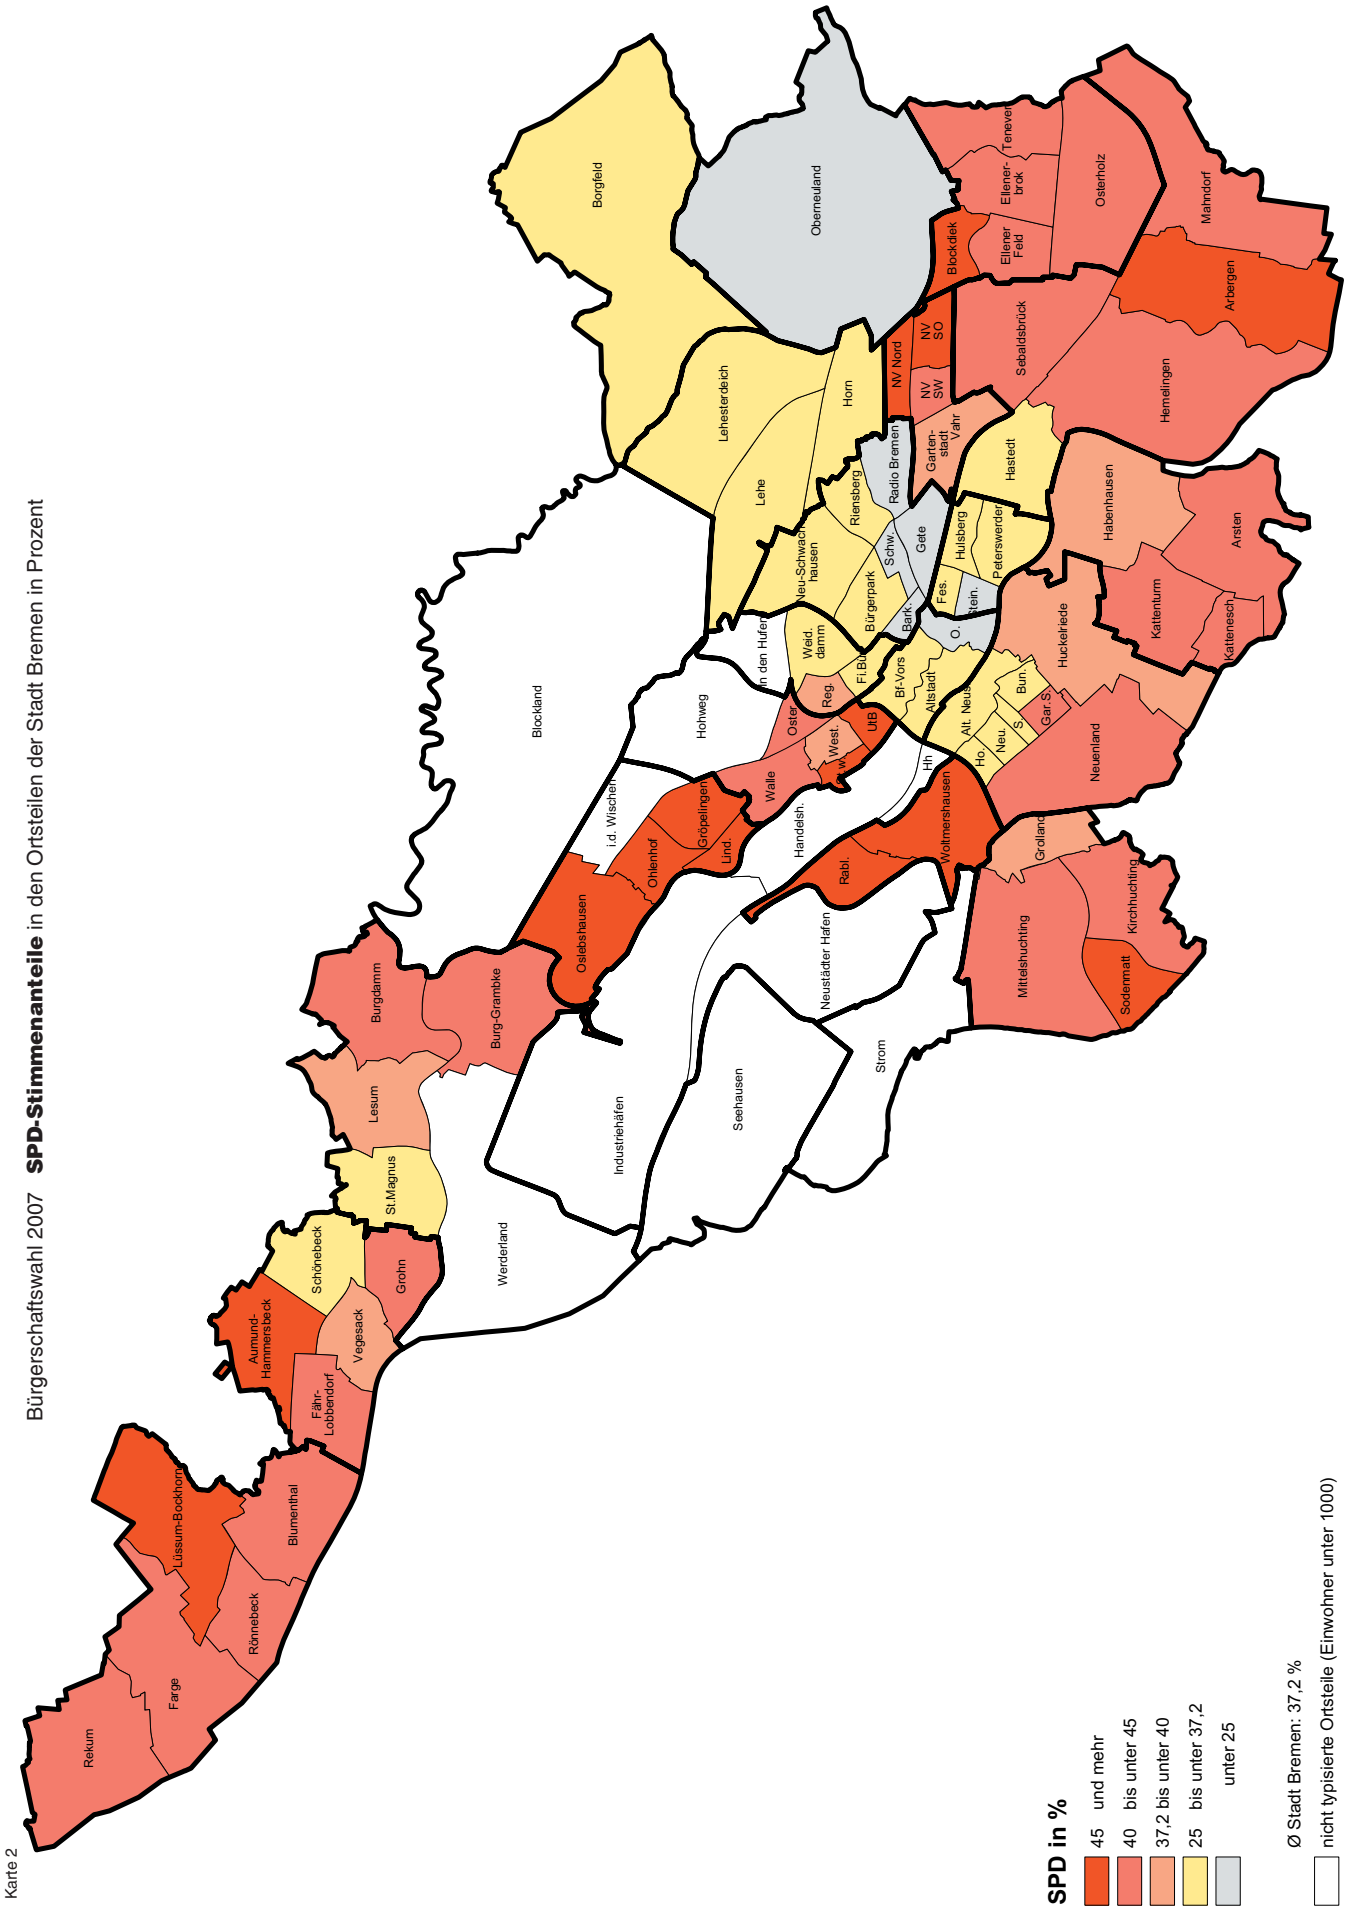 Karte 2
Bürgerschaftswahl 2007 SPD-Stimmenanteile in den Ortsteilen der Stadt Bremen in Prozent
Rekum
Farge
Rönnebeck
Lüssum-Bockhorn
Blumenthal
Fähr-
Lobbendorf
Aumund-
Hammersbeck
Vegesack
Schönebeck
Grohn
St.Magnus
Lesum
Burgdamm
Burg-Grambke
Werderland
Industriehäfen
Seehausen
Strom
Neustädter Hafen
Oslebshausen
Ohlenhof
Gröpelingen
Lind.
i.d. Wischen
Blockland
Hohweg
In den Hufen
Walle
Oster
West.
Reg.
UtB
Handelsh.
Hh
Rabl.
Woltmershausen
Weid.
damm
Fi.Bü
Bf-Vors
Altstadt
O.
Alt. Neus
Ho.
Neu.
S.
Bun.
Gar.S.
Neuenland
Huckelriede
Grolland
Mittelshuchting
Kirchhuchting
Sodenmatt
Kattenturm
Kattenesch
Arsten
Habenhausen
Borgfeld
Oberneuland
Lehesterdeich
Lehe
Horn
Neu-Schwach
hausen
Riensberg
Bürgerpark
Radio Bremen
Schw.
Gete
Bark.
Fes.
Stein.
Hulsberg
Peterswerder
Hastedt
Garten-
stadt
Vahr
NV Nord
NV
SW
NV
SO
Blockdiek
Ellener
Feld
Ellener-
brok
Tenever
Osterholz
Sebaldsbrück
Hemelingen
Arbergen
Mahndorf
SPD in %
45 und mehr
40 bis unter 45
37,2 bis unter 40
25 bis unter 37,2
unter 25
Ø Stadt Bremen: 37,2 %
nicht typisierte Ortsteile (Einwohner unter 1000)